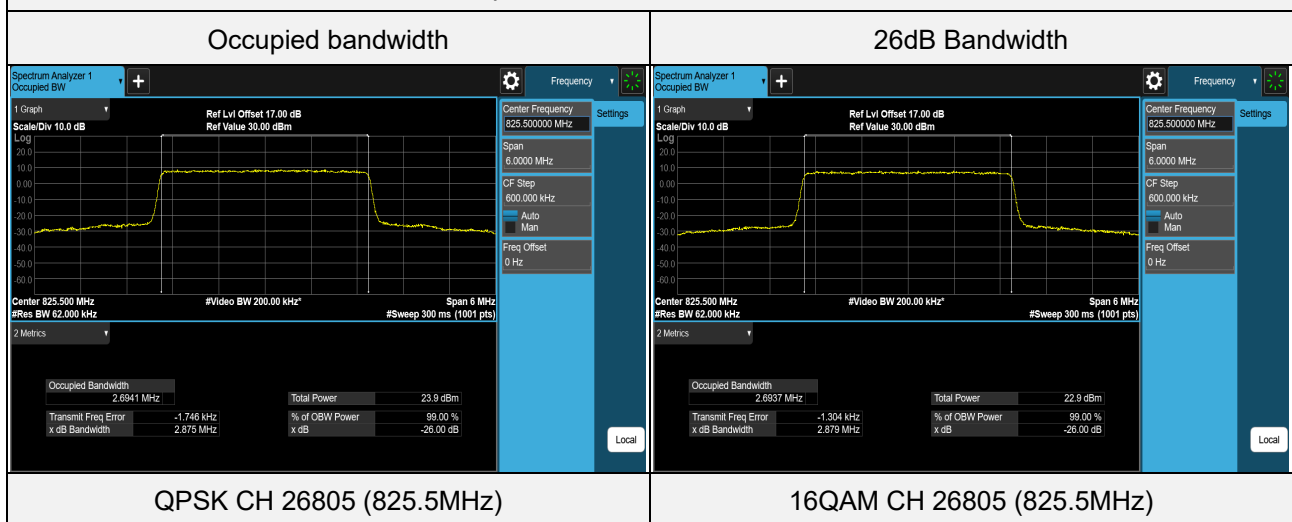 Occupied bandwidth
26dB Bandwidth
Spectrum Analyzer 1
Occupied BW
+
Frequency
1 Graph
Ref Lvl Offset 17.00 dB
Scale/Div 10.0 dB
Ref Value 30.00 dBm
Log
20.0
10.0
0.00
-10.0
-20.0
-30.0
-40.0
-50.0
-60.0
Center 825.500 MHz
#Video BW 200.00 kHz*
Span 6 MHz
#Res BW 62.000 kHz
#Sweep 300 ms (1001 pts)
Center Frequency
825.500000 MHz
Settings
Span
6.0000 MHz
CF Step
600.000 kHz
Auto
Man
Freq Offset
0 Hz
Local
2 Metrics
Occupied Bandwidth
2.6941 MHz
Total Power 23.9 dBm
Transmit Freq Error -1.746 kHz
% of OBW Power 99.00 %
x dB Bandwidth 2.875 MHz
x dB -26.00 dB
Spectrum Analyzer 1
Occupied BW
+
Frequency
1 Graph
Ref Lvl Offset 17.00 dB
Scale/Div 10.0 dB
Ref Value 30.00 dBm
Log
20.0
10.0
0.00
-10.0
-20.0
-30.0
-40.0
-50.0
-60.0
Center 825.500 MHz
#Video BW 200.00 kHz*
Span 6 MHz
#Res BW 62.000 kHz
#Sweep 300 ms (1001 pts)
Center Frequency
825.500000 MHz
Settings
Span
6.0000 MHz
CF Step
600.000 kHz
Auto
Man
Freq Offset
0 Hz
Local
2 Metrics
Occupied Bandwidth
2.6937 MHz
Total Power 22.9 dBm
Transmit Freq Error -1.304 kHz
% of OBW Power 99.00 %
x dB Bandwidth 2.879 MHz
x dB -26.00 dB
QPSK CH 26805 (825.5MHz)
16QAM CH 26805 (825.5MHz)